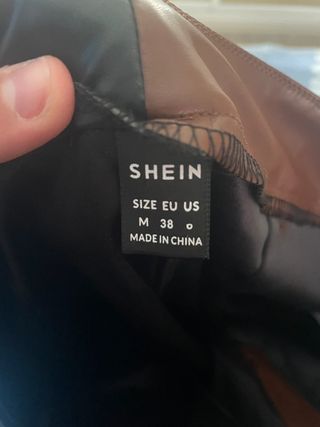 SHEIN
SIZE EU US
M 38 o
MADE IN CHINA